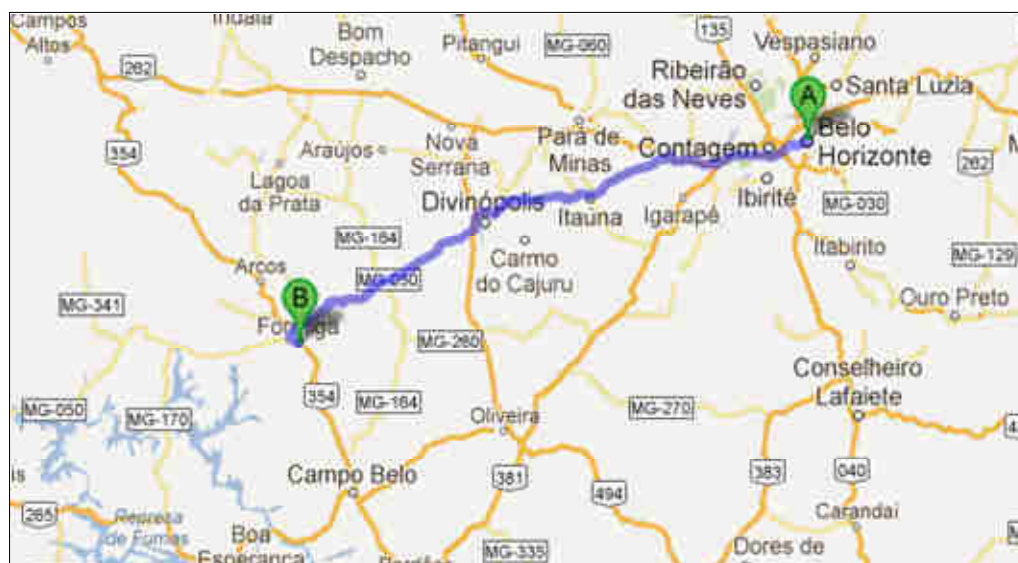 Campos
Altos
262
Bom
Despacho
Pitangui
MG-060
135
Vespasiano
Ribeirão
das Neves
A
Santa Luzia
Belo
Horizonte
354
Araújos
Nova
Serrana
Pará de
Minas
Contagem
Ibirité
262
Lagoa
da Prata
Divinópolis
Itaúna
Igarapé
MG-030
MG-164
Carmo
do Cajuru
Itabirito
MG-129
Arcos
MG-050
MG-341
B
Ouro Preto
MG-260
354
Conselheiro
Lafaiete
MG-050
MG-170
MG-164
Oliveira
MG-270
Campo Belo
381
383
040
265
494
Carandaí
Represa
de Furnas
Boa
Esperança
MG-335
Dores de